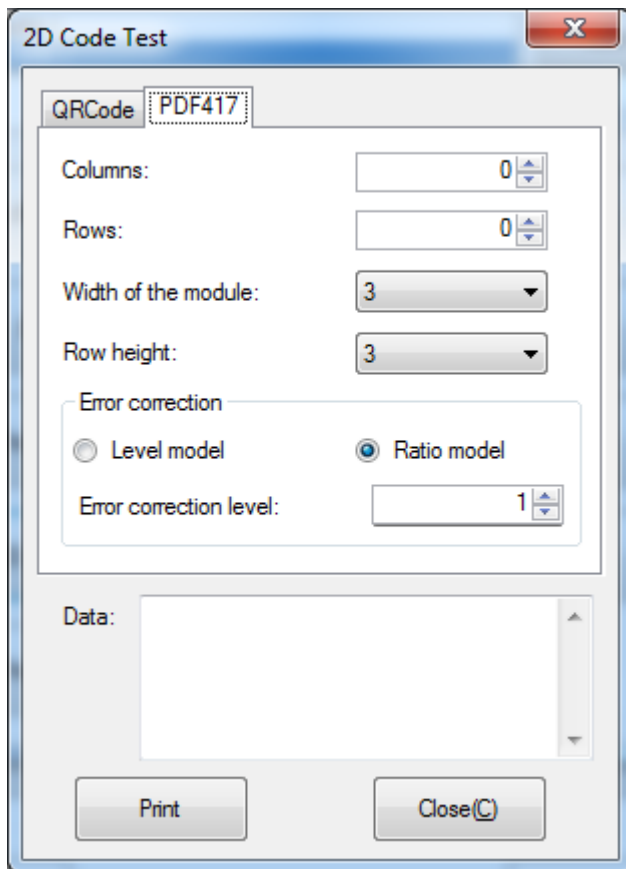 2D Code Test
QRCode PDF417
Columns: 0
Rows: 0
Width of the module: 3
Row height: 3
Error correction
Level model Ratio model
Error correction level: 1
Data:
Print Close(C)